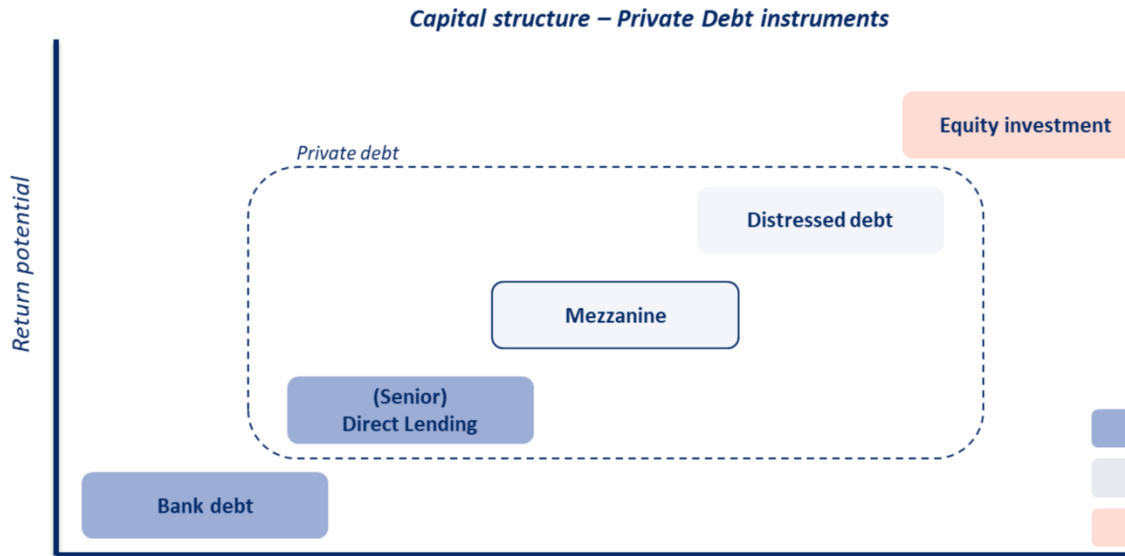 Capital structure – Private Debt instruments
Equity investment
Private debt
Distressed debt
Return potential
Mezzanine
(Senior)
Direct Lending
Bank debt